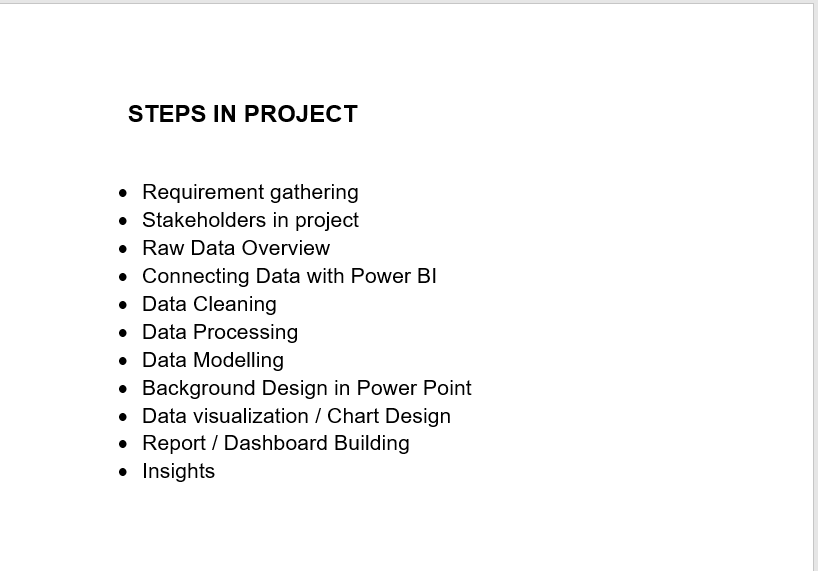 STEPS IN PROJECT
• Requirement gathering
• Stakeholders in project
• Raw Data Overview
• Connecting Data with Power BI
• Data Cleaning
• Data Processing
• Data Modelling
• Background Design in Power Point
• Data visualization / Chart Design
• Report / Dashboard Building
• Insights